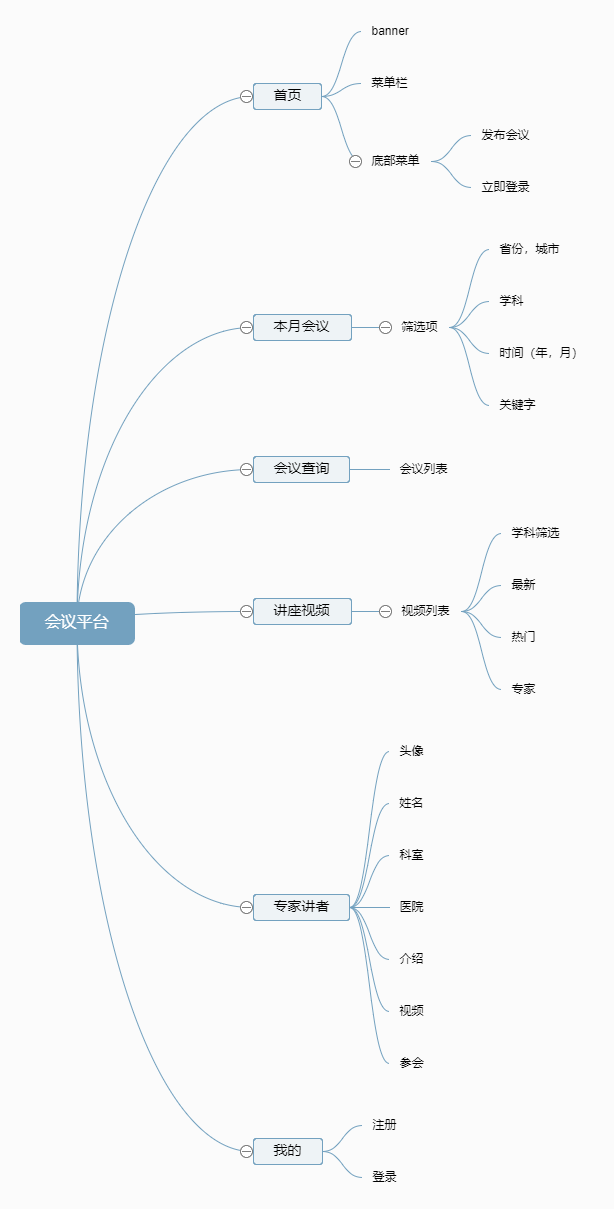 banner
首页
菜单栏
底部菜单
发布会议
立即登录
省份，城市
学科
本月会议
筛选项
时间（年，月）
关键字
会议查询
会议列表
学科筛选
最新
讲座视频
视频列表
会议平台
热门
专家
头像
姓名
科室
专家讲者
医院
介绍
视频
参会
注册
我的
登录